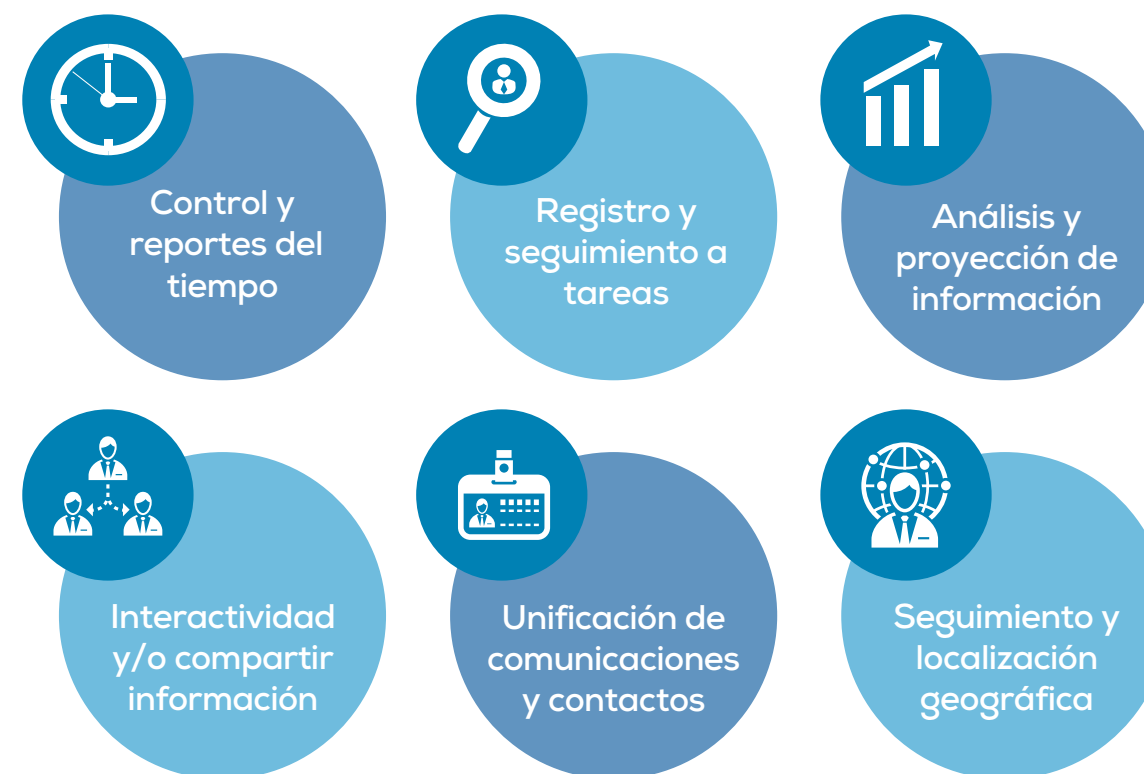 Control y
reportes del
tiempo
Registro y
seguimiento a
tareas
Análisis y
proyección de
información
Interactividad
y/o compartir
información
Unificación de
comunicaciones
y contactos
Seguimiento y
localización
geográfica